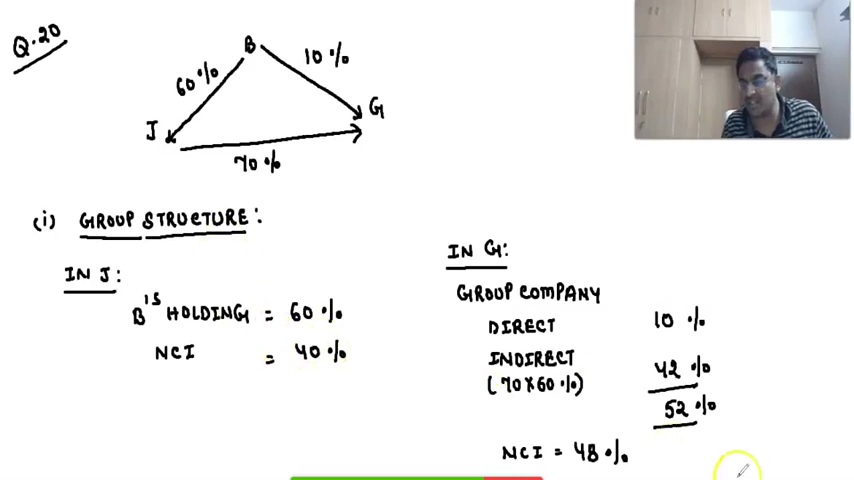 Q.20
B
60%
10%
J
G
70%
(i) GROUP STRUCTURE:
IN J:
B'S HOLDING = 60%
NCI = 40%
IN G:
GROUP COMPANY
DIRECT 10%
INDIRECT 42%
(70X60%)
52%
NCI = 48%